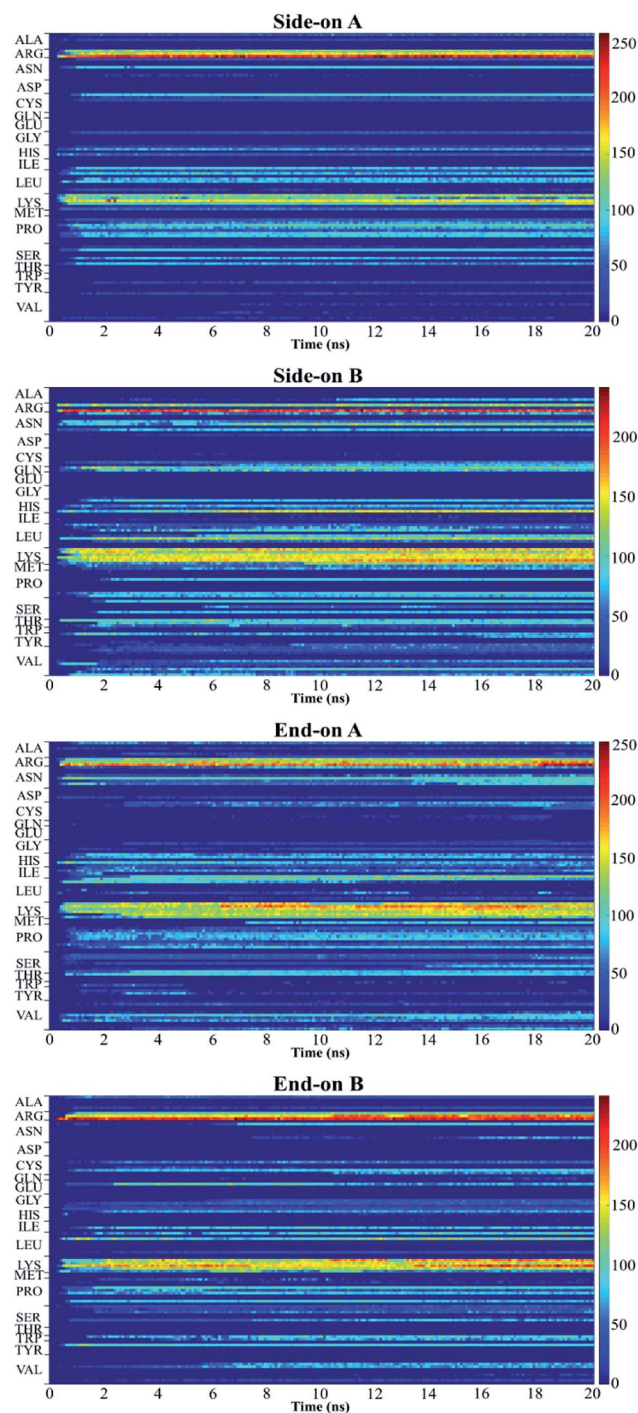 Side-on A
ALA
ARG
ASN
ASP
CYS
GLN
GLU
GLY
HIS
ILE
LEU
LYS
MET
PRO
SER
THR
TRP
TYR
VAL
0 2 4 6 8 10 12 14 16 18 20
Time (ns)
250
200
150
100
50
0
Side-on B
ALA
ARG
ASN
ASP
CYS
GLN
GLU
GLY
HIS
ILE
LEU
LYS
MET
PRO
SER
THR
TRP
TYR
VAL
0 2 4 6 8 10 12 14 16 18 20
Time (ns)
200
150
100
50
0
End-on A
ALA
ARG
ASN
ASP
CYS
GLN
GLU
GLY
HIS
ILE
LEU
LYS
MET
PRO
SER
THR
TRP
TYR
VAL
0 2 4 6 8 10 12 14 16 18 20
Time (ns)
250
200
150
100
50
0
End-on B
ALA
ARG
ASN
ASP
CYS
GLN
GLU
GLY
HIS
ILE
LEU
LYS
MET
PRO
SER
THR
TRP
TYR
VAL
0 2 4 6 8 10 12 14 16 18 20
Time (ns)
200
150
100
50
0